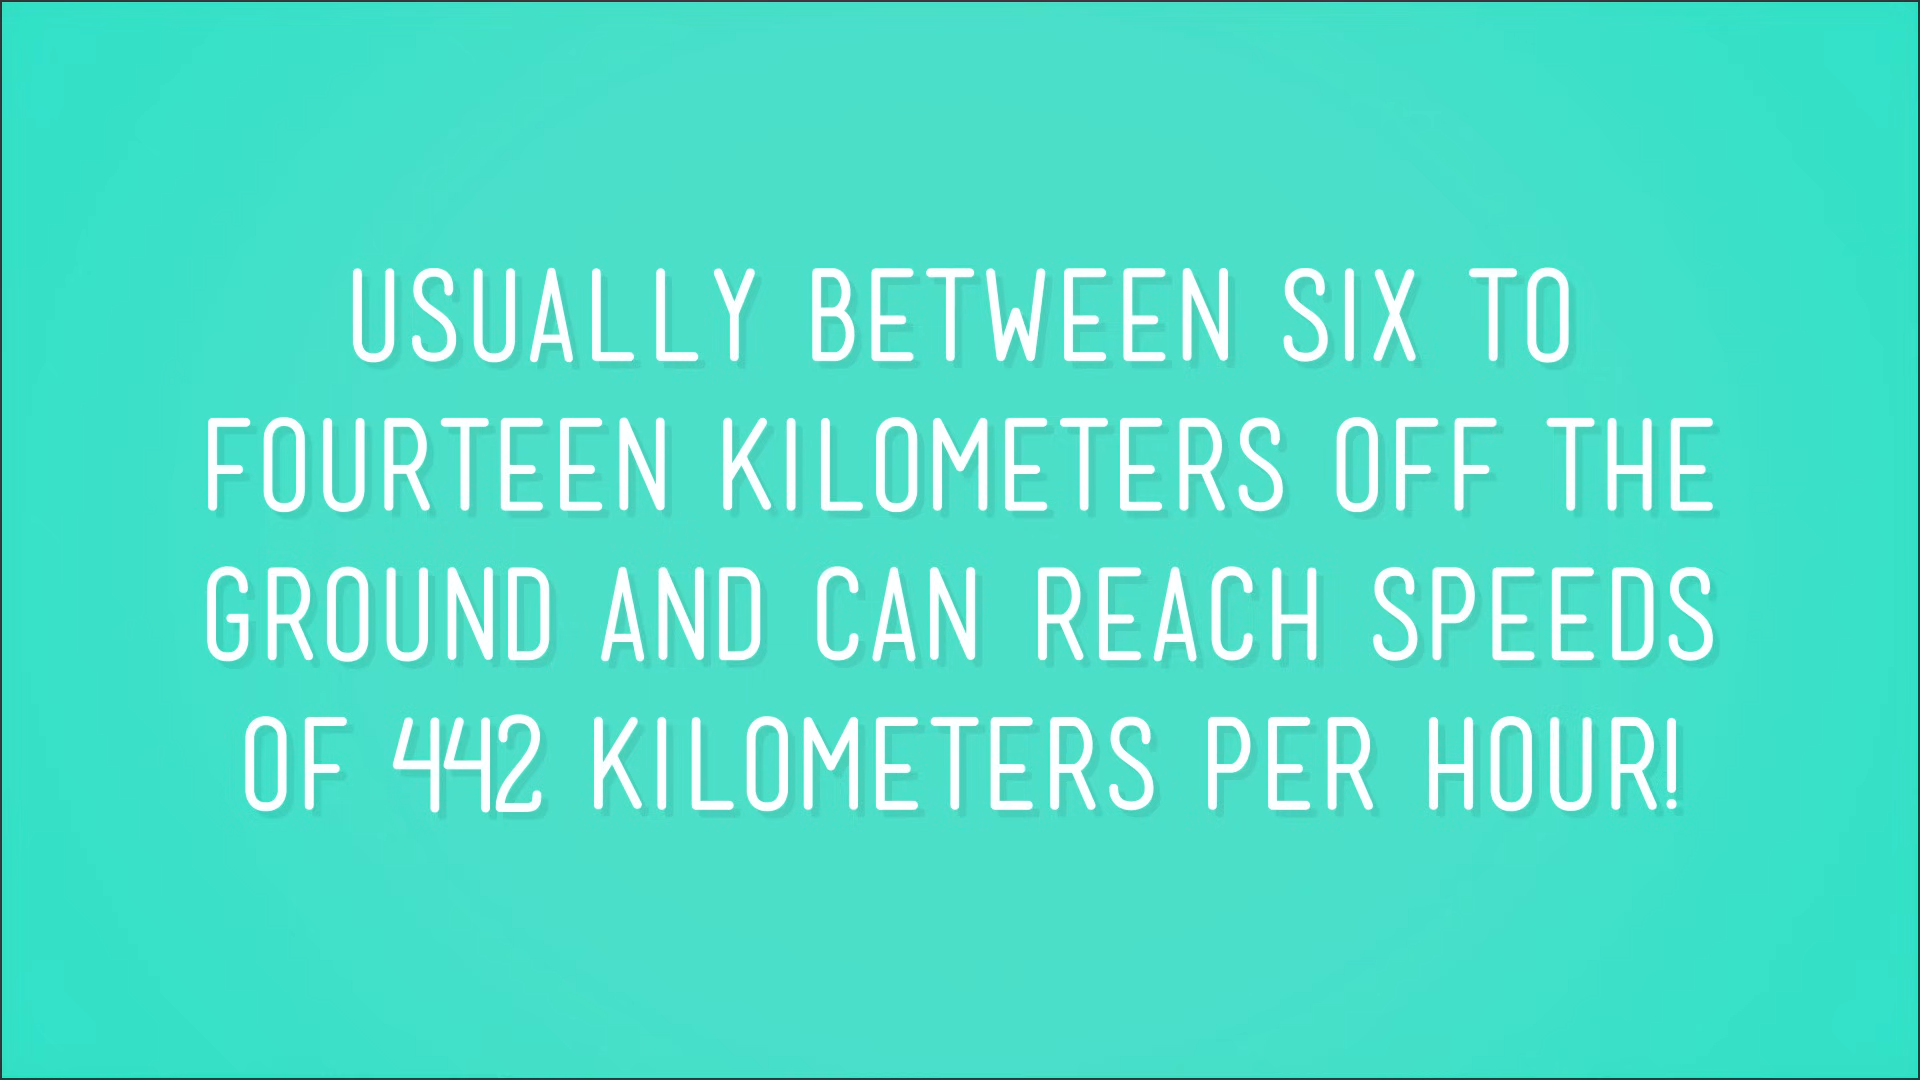 USUALLY BETWEEN SIX TO
FOURTEEN KILOMETERS OFF THE
GROUND AND CAN REACH SPEEDS
OF 442 KILOMETERS PER HOUR!